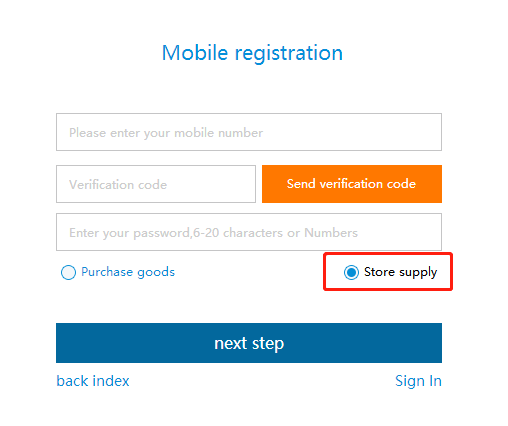 Mobile registration
Please enter your mobile number
Verification code
Send verification code
Enter your password,6-20 characters or Numbers
Purchase goods
Store supply
next step
back index
Sign In